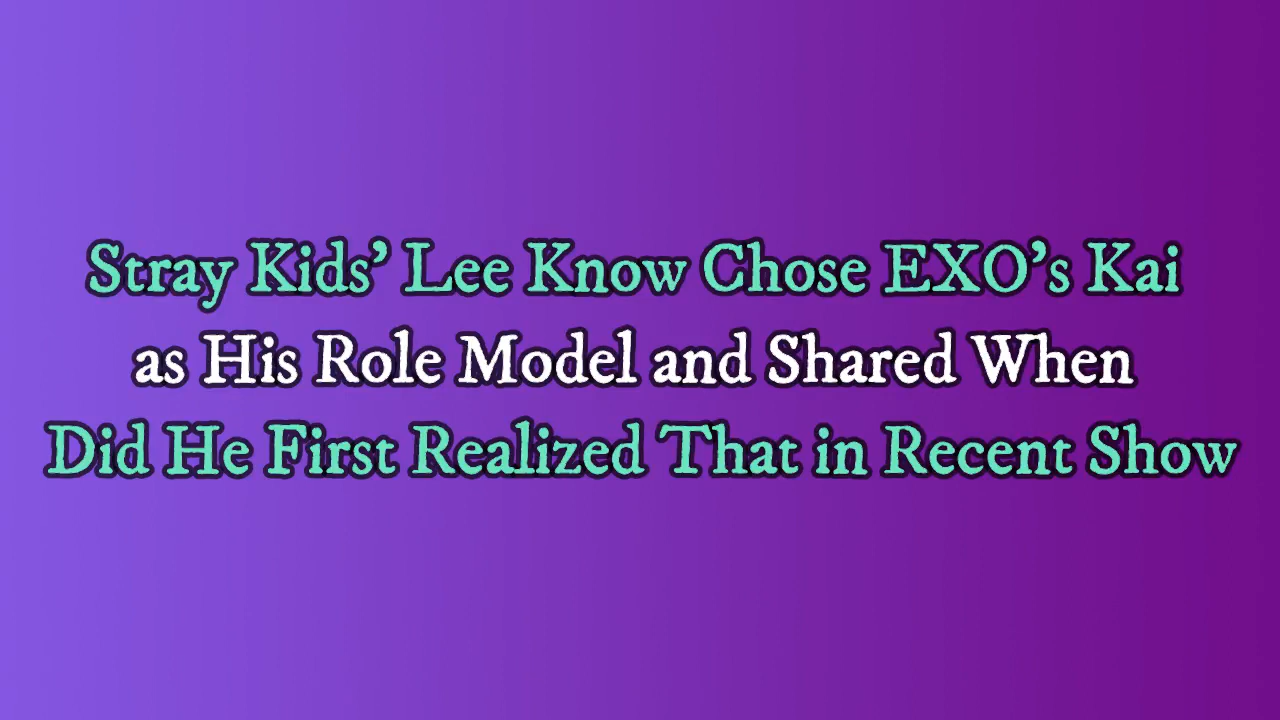 Stray Kids’ Lee Know Chose EXO’s Kai
as His Role Model and Shared When
Did He First Realized That in Recent Show